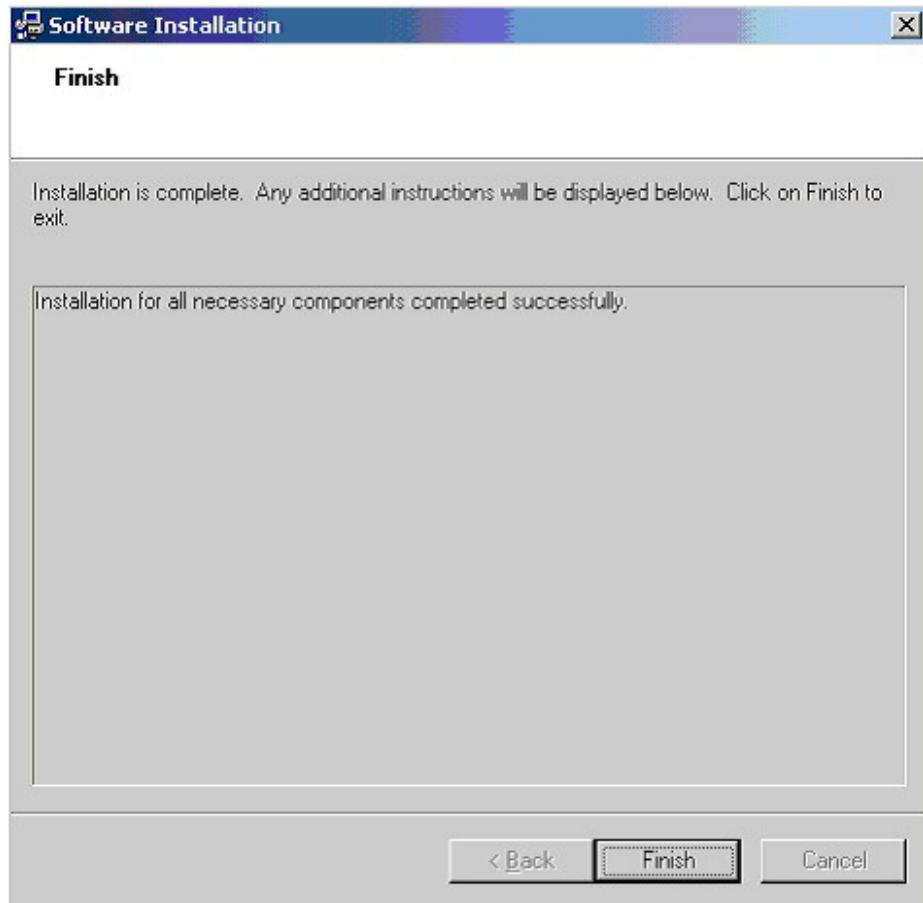 Software Installation
Finish
Installation is complete. Any additional instructions will be displayed below. Click on Finish to
exit.
Installation for all necessary components completed successfully.
< Back
Finish
Cancel